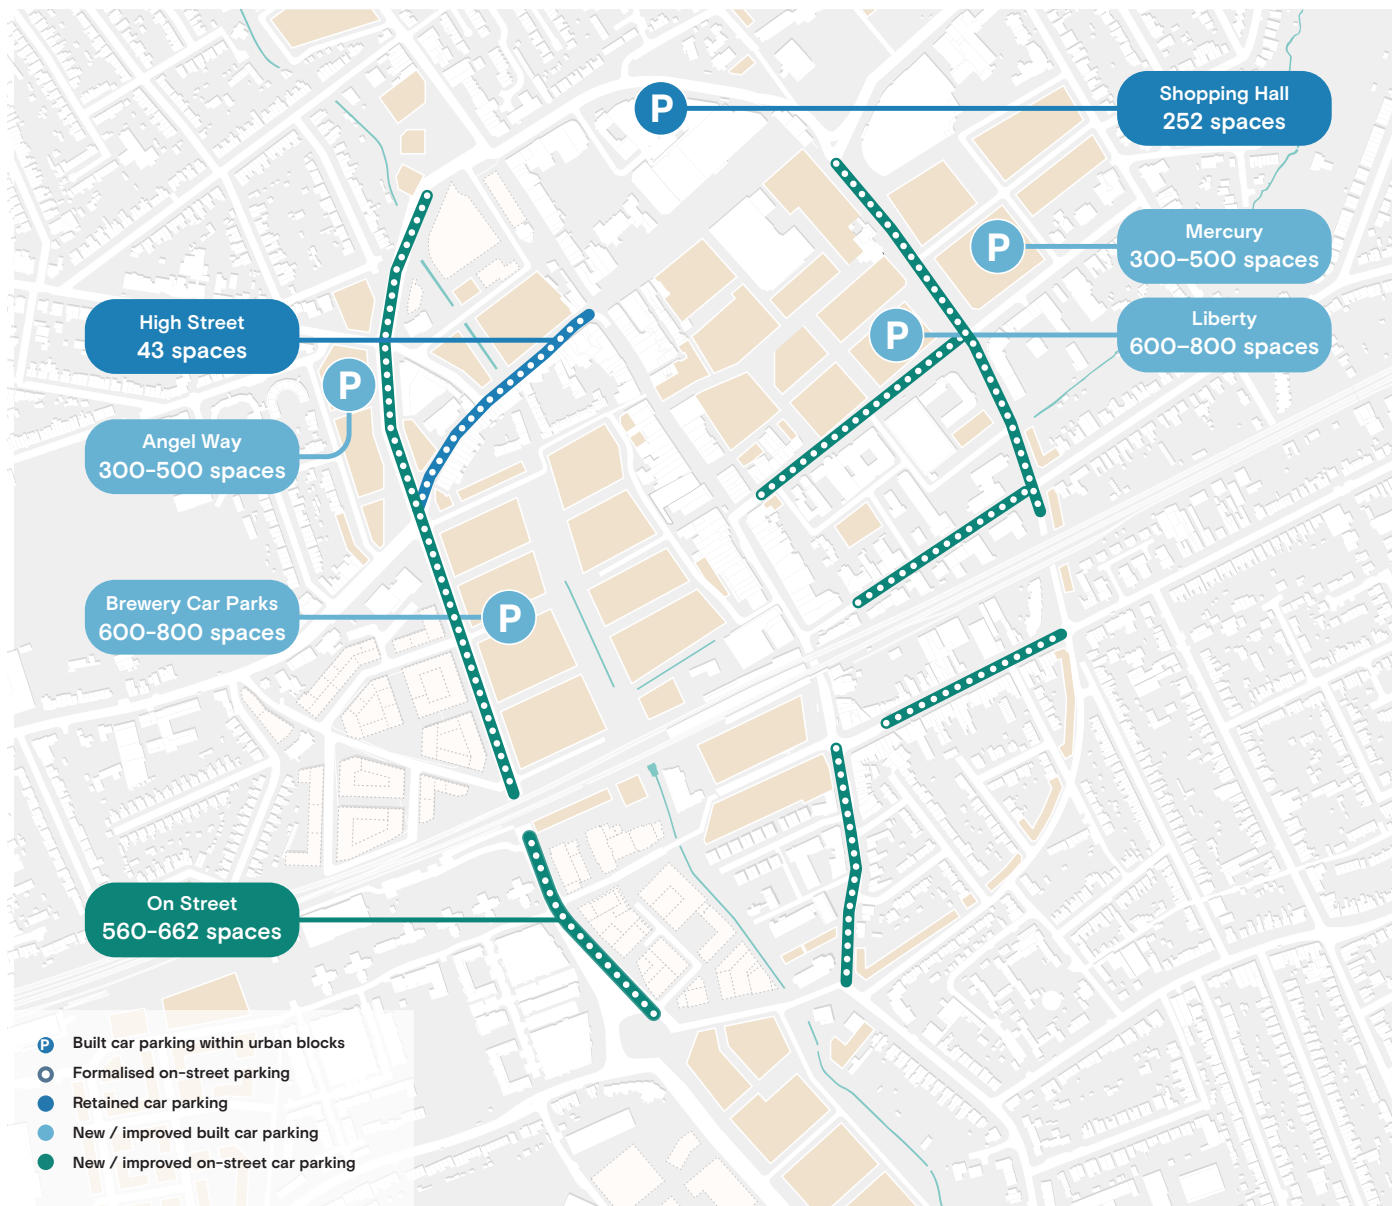 P
Shopping Hall
252 spaces
Mercury
300–500 spaces
P
Liberty
600–800 spaces
P
High Street
43 spaces
P
Angel Way
300-500 spaces
Brewery Car Parks
600-800 spaces
P
On Street
560-662 spaces
P Built car parking within urban blocks
Formalised on-street parking
Retained car parking
New / improved built car parking
New / improved on-street car parking